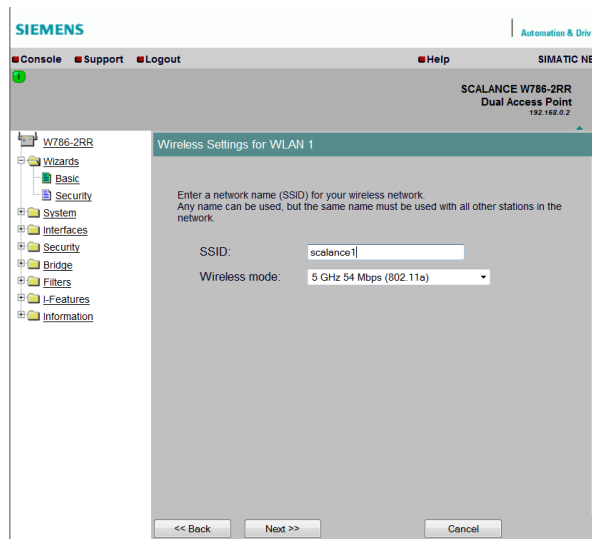 SIEMENS
Automation & Driv
Console Support Logout Help SIMATIC NE
i
SCALANCE W786-2RR
Dual Access Point
192.168.0.2
W786-2RR
Wizards
Basic
Security
System
Interfaces
Security
Bridge
Filters
I-Features
Information
Wireless Settings for WLAN 1
Enter a network name (SSID) for your wireless network.
Any name can be used, but the same name must be used with all other stations in the
network.
SSID: scalance1
Wireless mode: 5 GHz 54 Mbps (802.11a)
<< Back Next >> Cancel